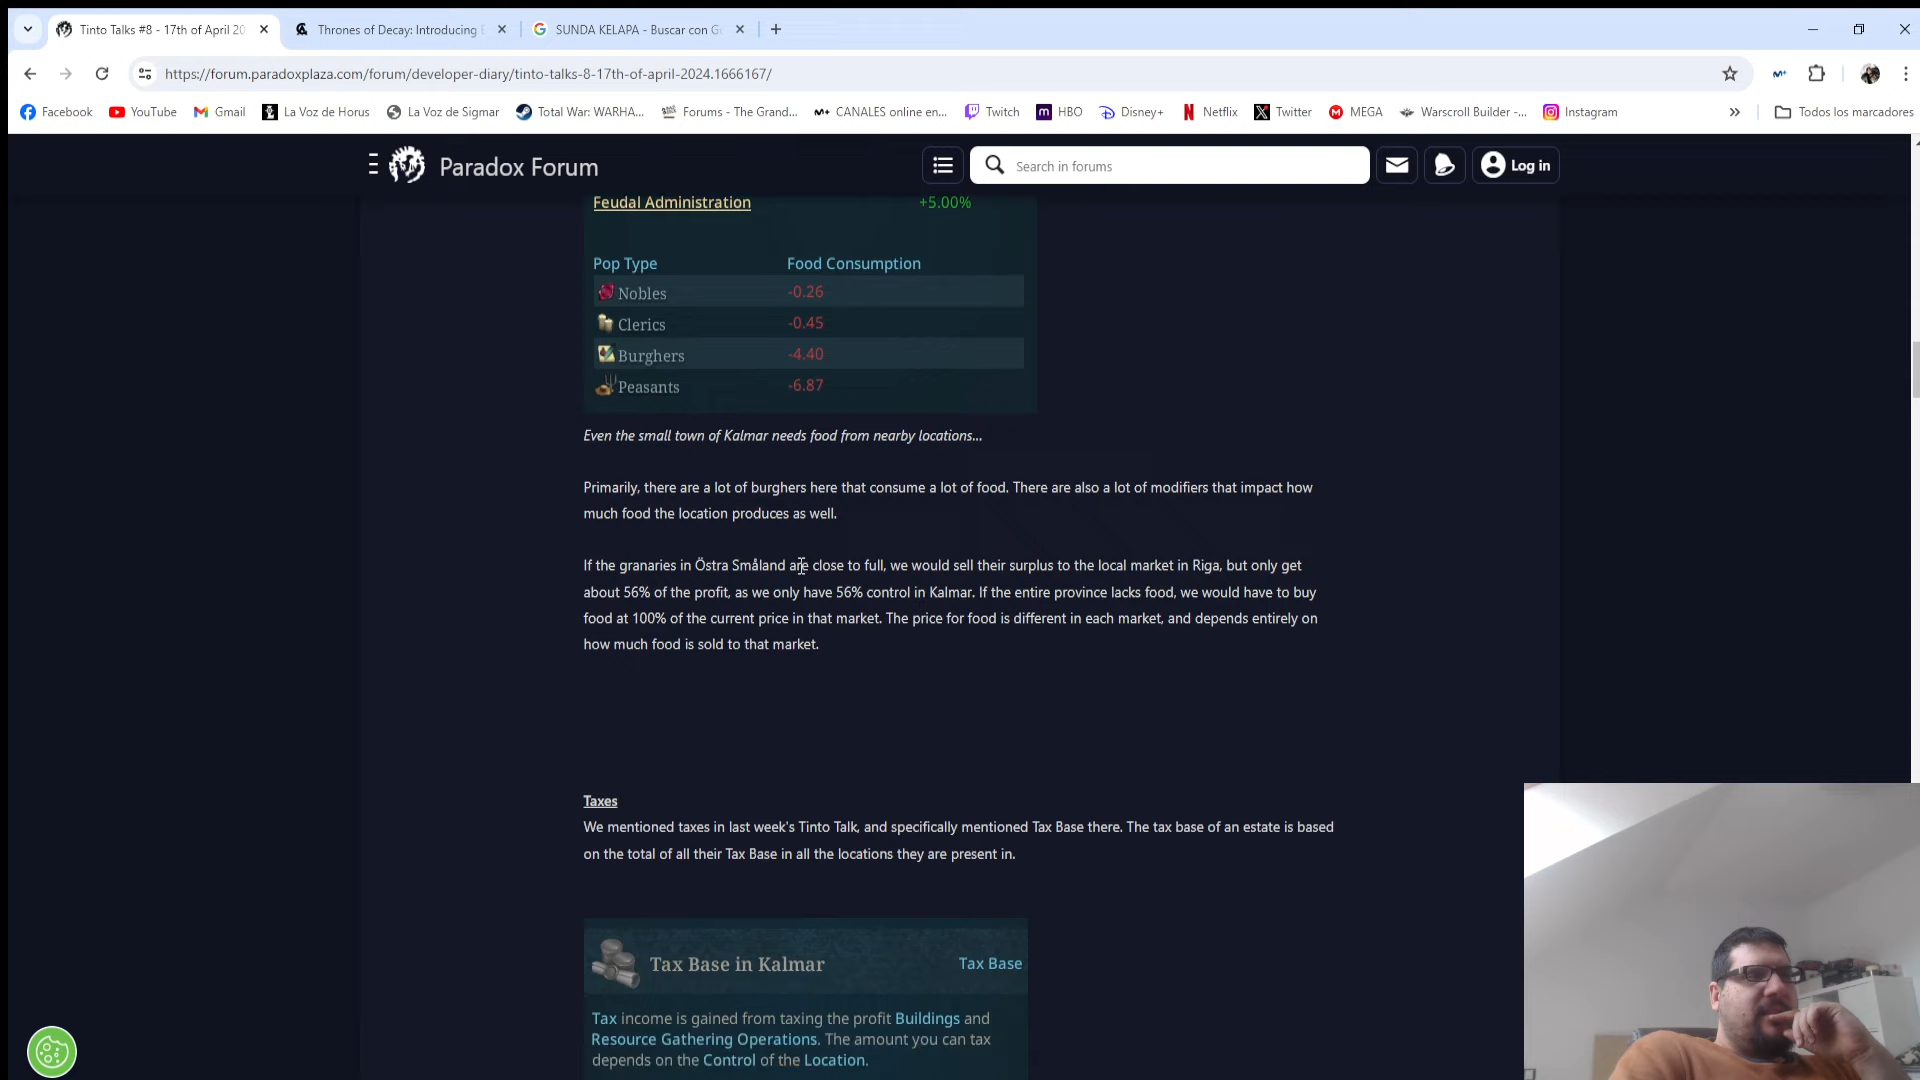 Tinto Talks #8 - 17th of April 20
Thrones of Decay: Introducing
SUNDA KELAPA - Buscar con Go
https://forum.paradoxplaza.com/forum/developer-diary/tinto-talks-8-17th-of-april-2024.1666167/
Facebook YouTube Gmail La Voz de Horus La Voz de Sigmar Total War: WARHA... Forums - The Grand... CANALES online en... Twitch HBO Disney+ Netflix Twitter MEGA Warscroll Builder -... Instagram » Todos los marcadores
Paradox Forum
Search in forums
Log in
Feudal Administration +5.00%
Pop Type Food Consumption
Nobles -0.26
Clerics -0.45
Burghers -4.40
Peasants -6.87
Even the small town of Kalmar needs food from nearby locations...
Primarily, there are a lot of burghers here that consume a lot of food. There are also a lot of modifiers that impact how
much food the location produces as well.
If the granaries in Östra Småland are close to full, we would sell their surplus to the local market in Riga, but only get
about 56% of the profit, as we only have 56% control in Kalmar. If the entire province lacks food, we would have to buy
food at 100% of the current price in that market. The price for food is different in each market, and depends entirely on
how much food is sold to that market.
Taxes
We mentioned taxes in last week's Tinto Talk, and specifically mentioned Tax Base there. The tax base of an estate is based
on the total of all their Tax Base in all the locations they are present in.
Tax Base in Kalmar Tax Base
Tax income is gained from taxing the profit Buildings and
Resource Gathering Operations. The amount you can tax
depends on the Control of the Location.